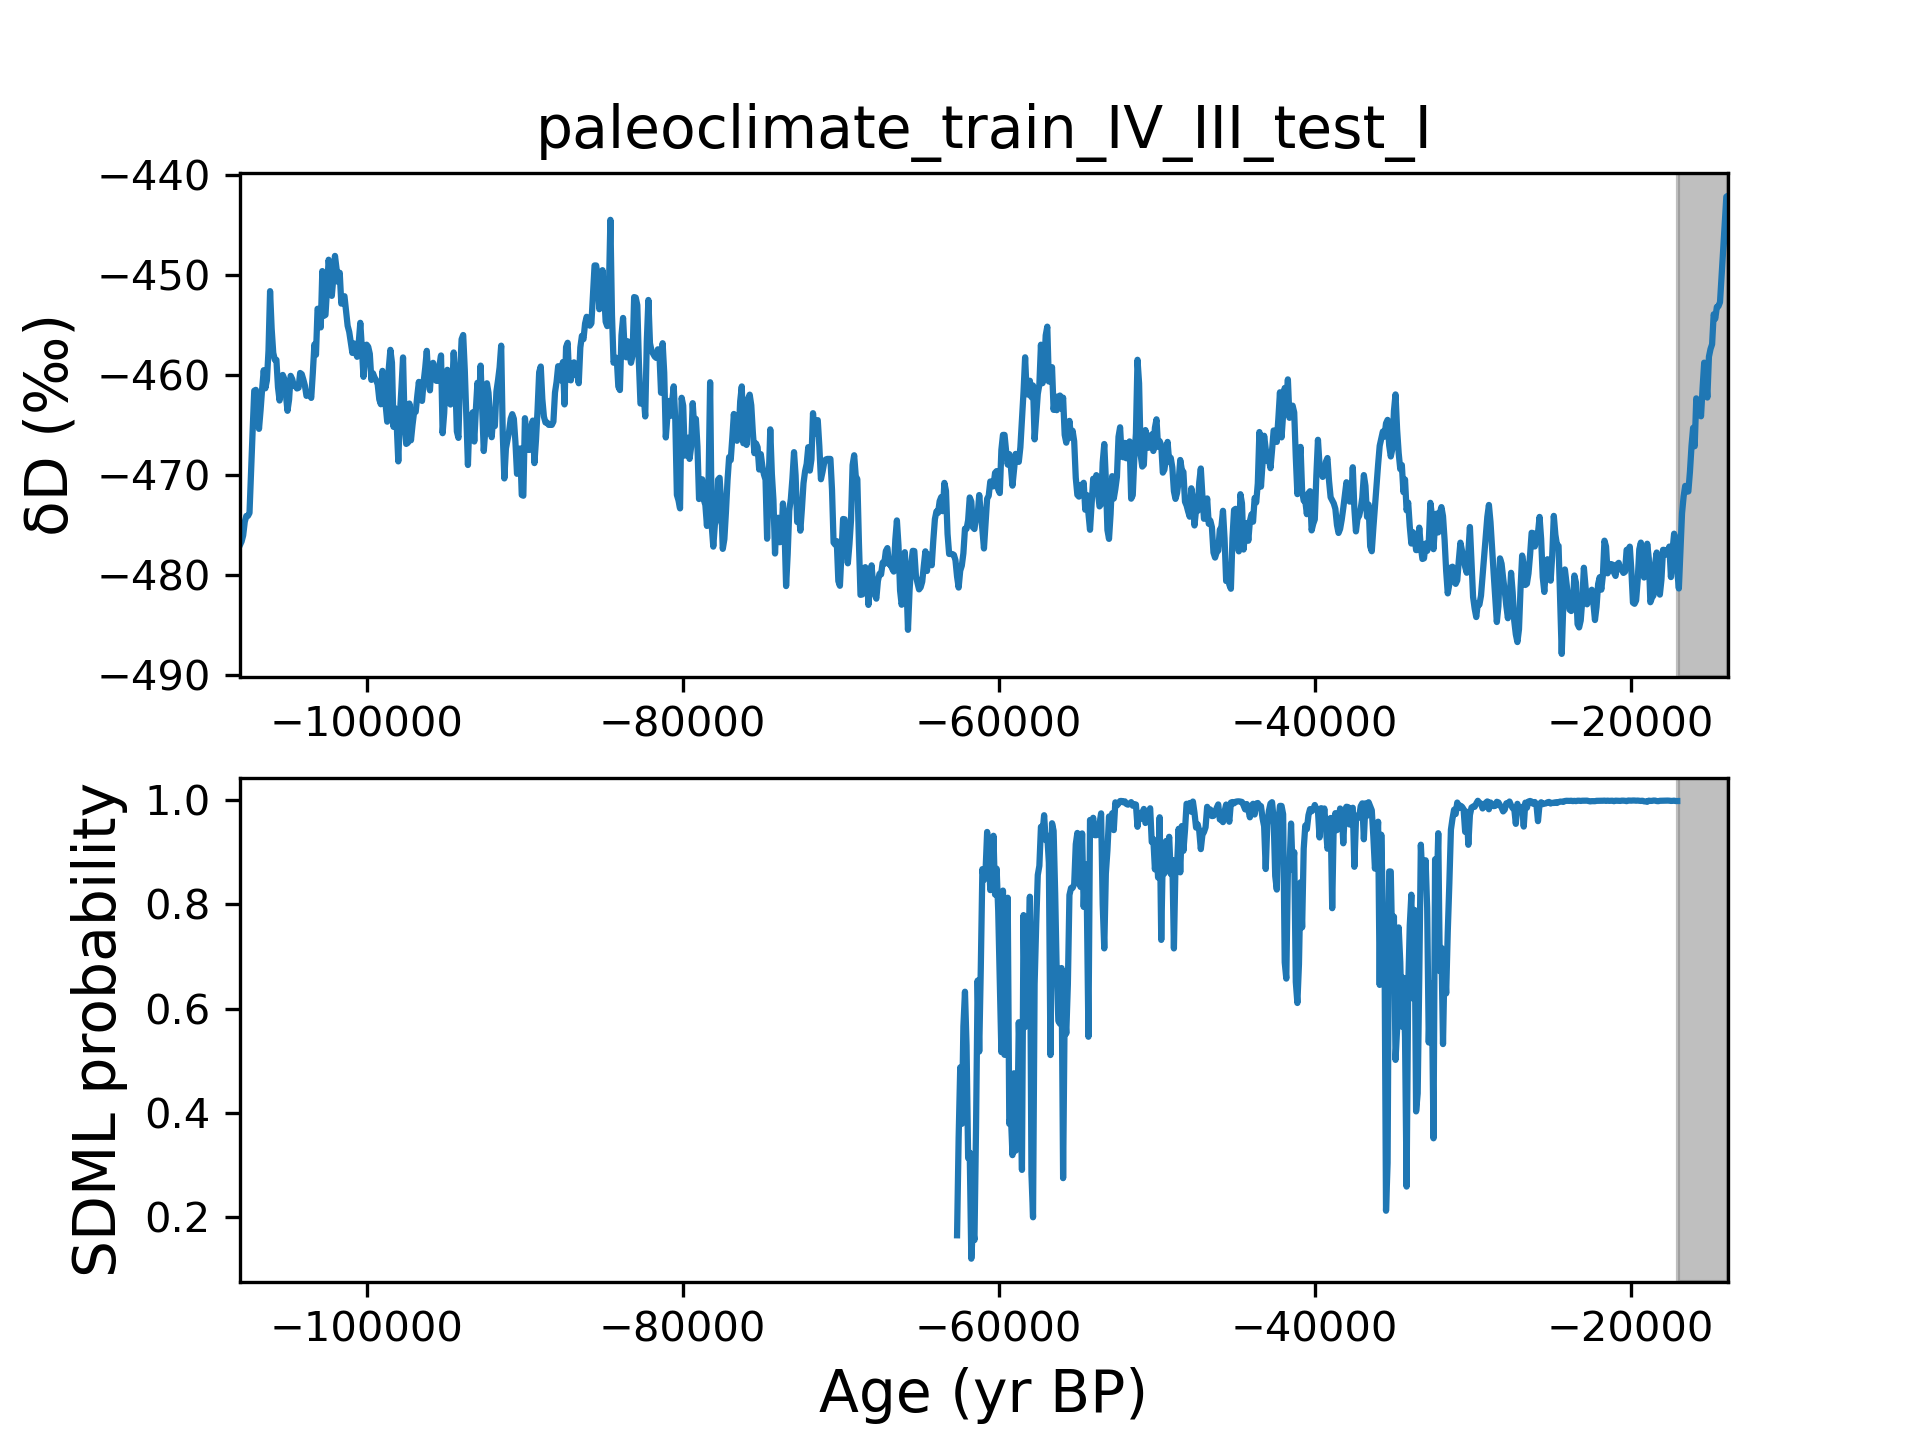 paleoclimate_train_IV_III_test_I
δD (‰)
−440
−450
−460
−470
−480
−490
−100000 −80000 −60000 −40000 −20000
SDML probability
1.0
0.8
0.6
0.4
0.2
−100000 −80000 −60000 −40000 −20000
Age (yr BP)